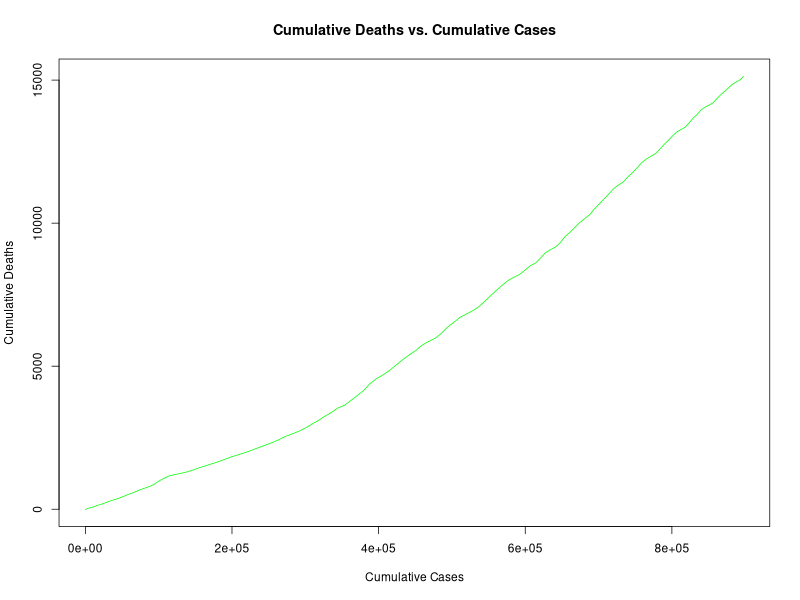 Cumulative Deaths vs. Cumulative Cases
15000
10000
5000
0
Cumulative Deaths
0e+00 2e+05 4e+05 6e+05 8e+05
Cumulative Cases